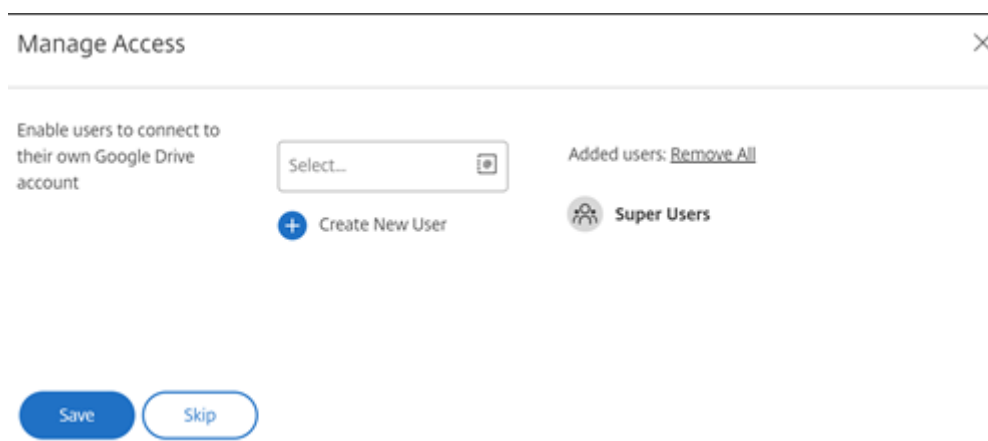 Manage Access
Enable users to connect to
their own Google Drive
account
Select...
Create New User
Added users: Remove All
Super Users
Save
Skip